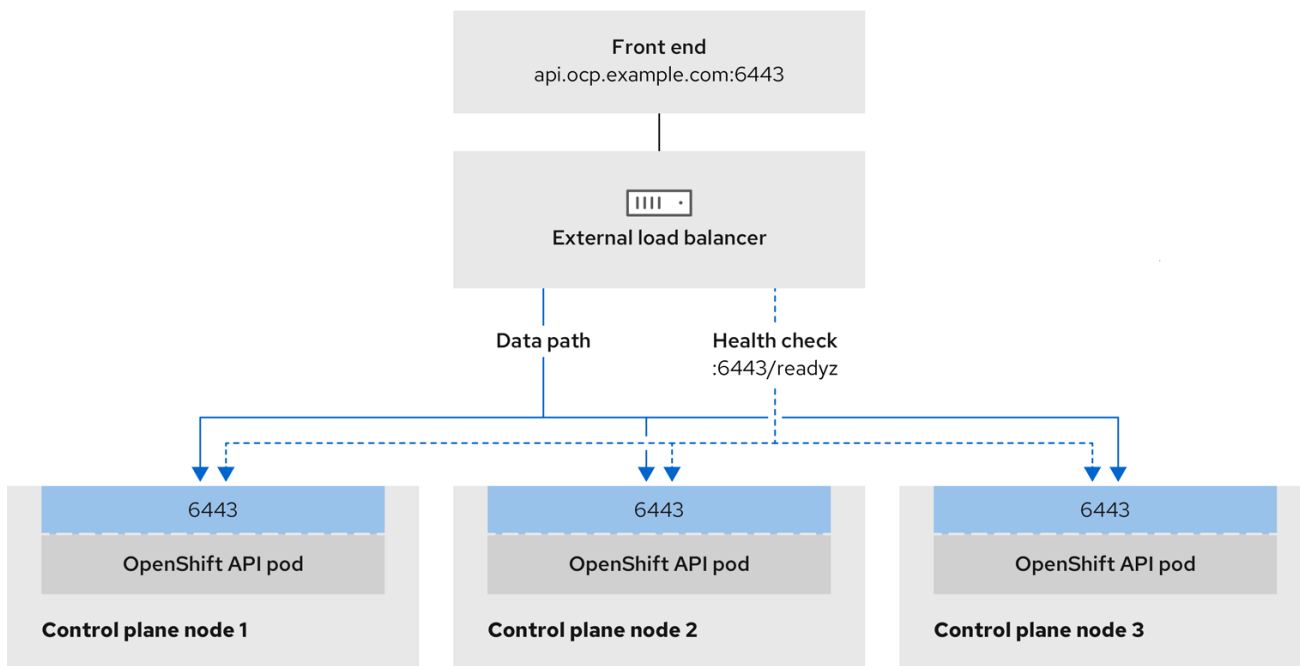 Front end
api.ocp.example.com:6443
External load balancer
Data path
Health check
:6443/readyz
6443
6443
6443
OpenShift API pod
OpenShift API pod
OpenShift API pod
Control plane node 1
Control plane node 2
Control plane node 3